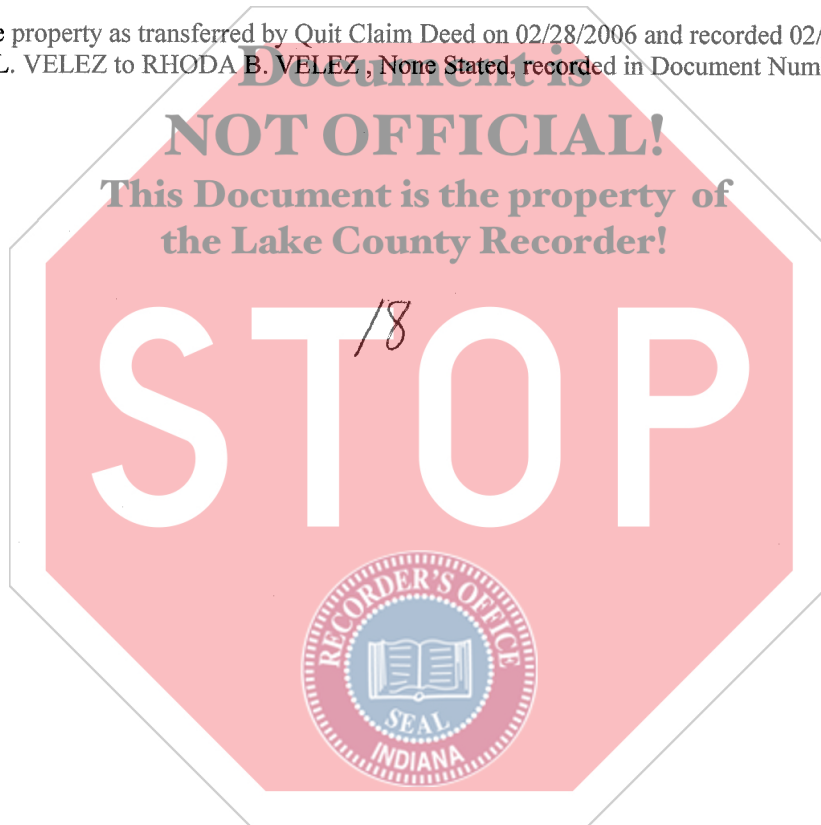 e property as transferred by Quit Claim Deed on 02/28/2006 and recorded 02/
L. VELEZ to RHODA B. VELEZ , None Stated, recorded in Document Num
Document is
NOT OFFICIAL!
This Document is the property of
the Lake County Recorder!
18
STOP
RECORDER'S OFFICE
SEAL
INDIANA